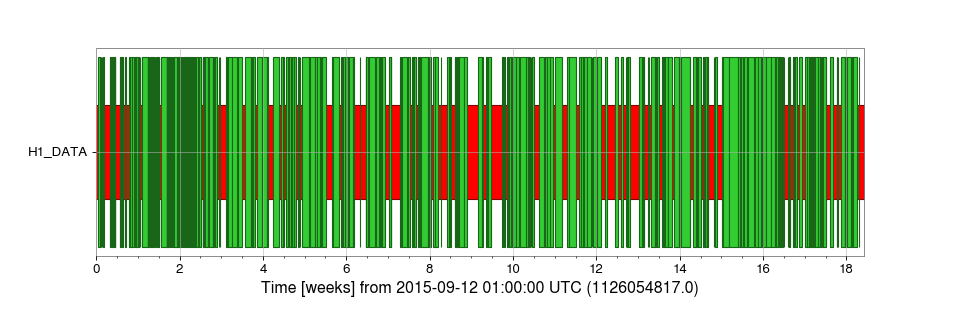 H1_DATA
0 2 4 6 8 10 12 14 16 18
Time [weeks] from 2015-09-12 01:00:00 UTC (1126054817.0)